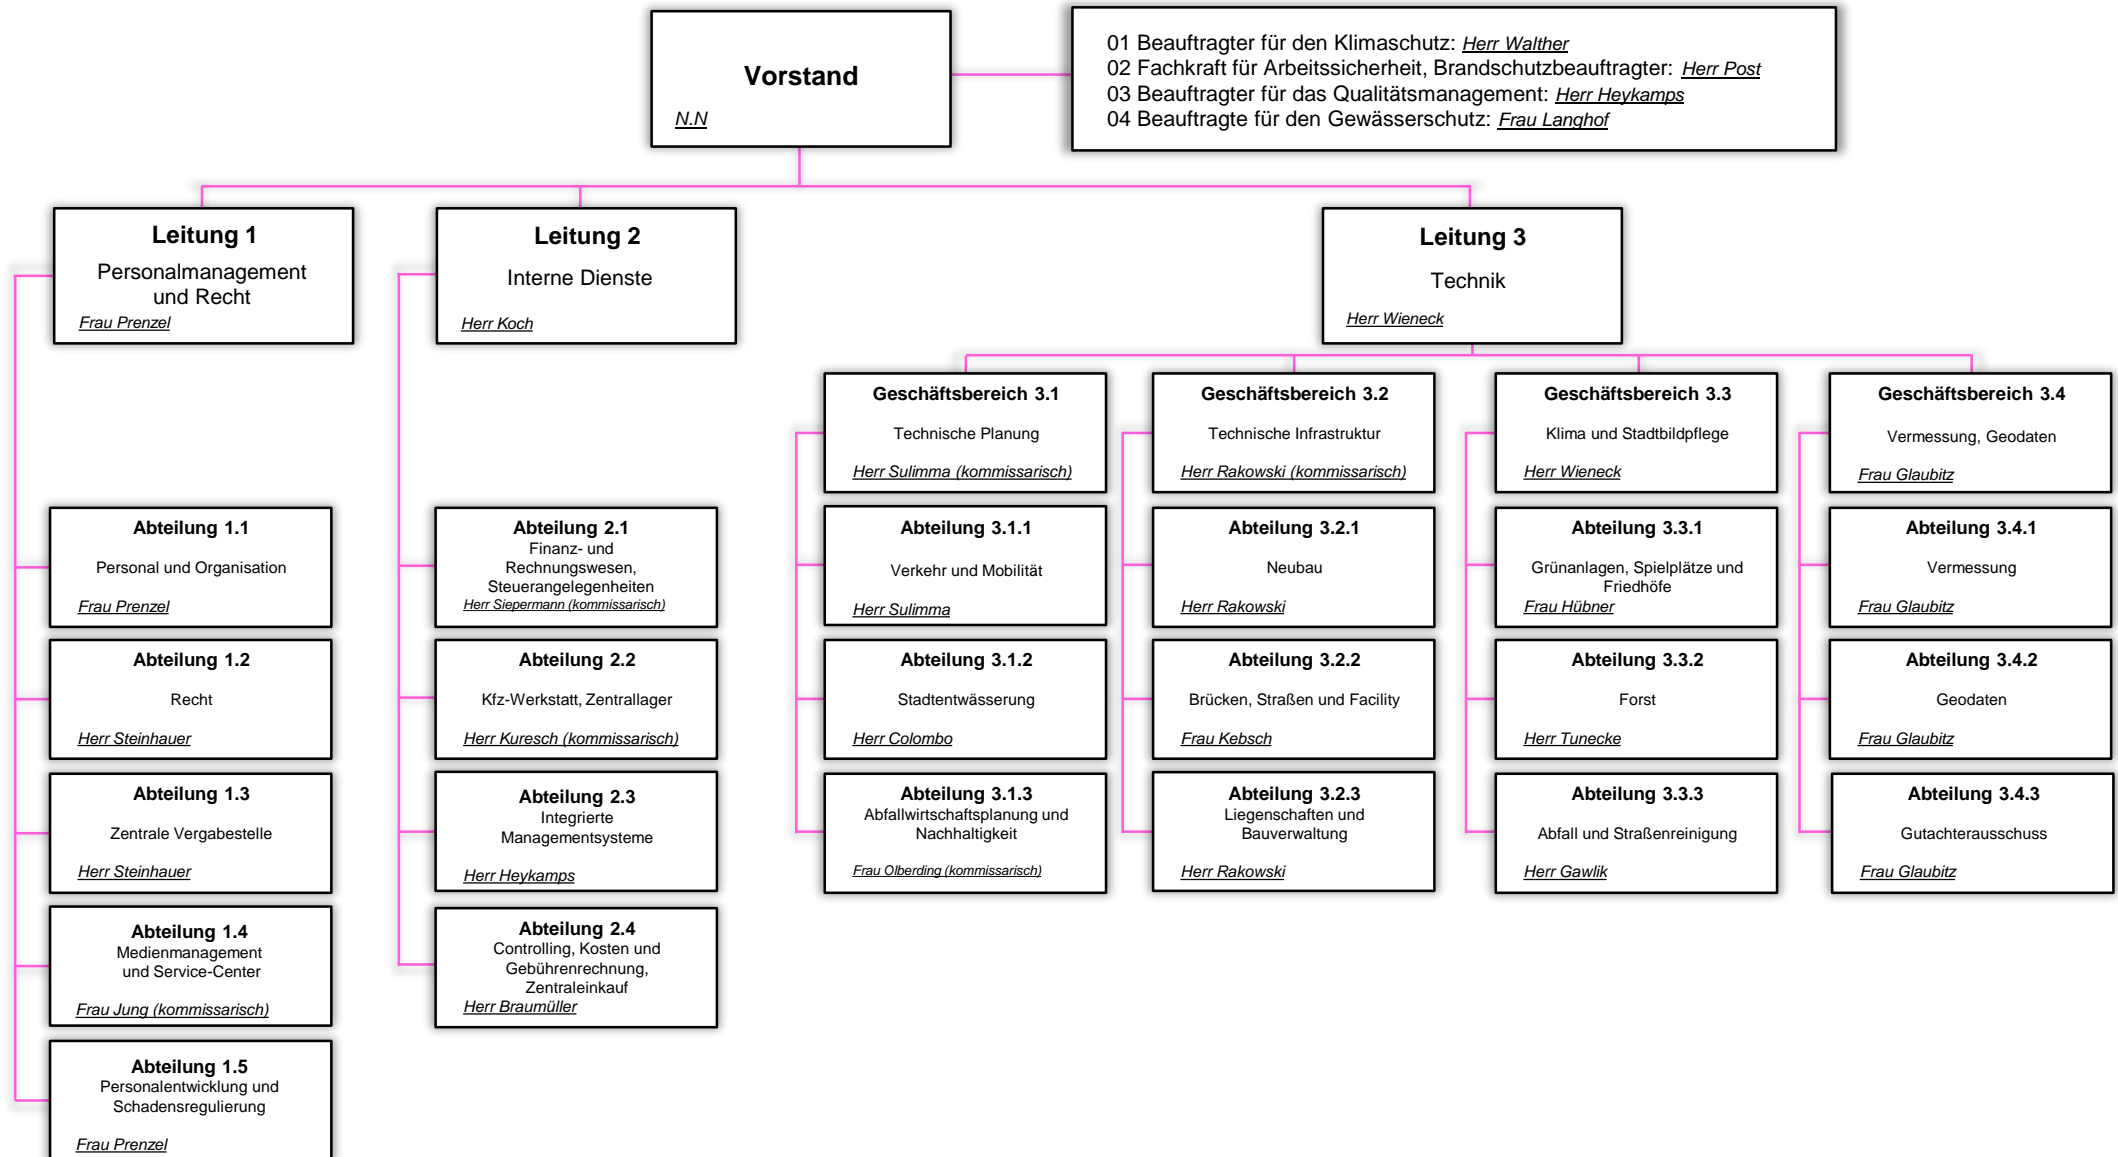 Vorstand
N.N
01 Beauftragter für den Klimaschutz: Herr Walther
02 Fachkraft für Arbeitssicherheit, Brandschutzbeauftragter: Herr Post
03 Beauftragter für das Qualitätsmanagement: Herr Heykamps
04 Beauftragte für den Gewässerschutz: Frau Langhof
Leitung 1
Personalmanagement
und Recht
Frau Prenzel
Leitung 2
Interne Dienste
Herr Koch
Leitung 3
Technik
Herr Wieneck
Geschäftsbereich 3.1
Technische Planung
Herr Sulimma (kommissarisch)
Geschäftsbereich 3.2
Technische Infrastruktur
Herr Rakowski (kommissarisch)
Geschäftsbereich 3.3
Klima und Stadtbildpflege
Herr Wieneck
Geschäftsbereich 3.4
Vermessung, Geodaten
Frau Glaubitz
Abteilung 1.1
Personal und Organisation
Frau Prenzel
Abteilung 2.1
Finanz- und
Rechnungswesen,
Steuerangelegenheiten
Herr Siepermann (kommissarisch)
Abteilung 3.1.1
Verkehr und Mobilität
Herr Sulimma
Abteilung 3.2.1
Neubau
Herr Rakowski
Abteilung 3.3.1
Grünanlagen, Spielplätze und
Friedhöfe
Frau Hübner
Abteilung 3.4.1
Vermessung
Frau Glaubitz
Abteilung 1.2
Recht
Herr Steinhauer
Abteilung 2.2
Kfz-Werkstatt, Zentrallager
Herr Kuresch (kommissarisch)
Abteilung 3.1.2
Stadtentwässerung
Herr Colombo
Abteilung 3.2.2
Brücken, Straßen und Facility
Frau Kebsch
Abteilung 3.3.2
Forst
Herr Tunecke
Abteilung 3.4.2
Geodaten
Frau Glaubitz
Abteilung 1.3
Zentrale Vergabestelle
Herr Steinhauer
Abteilung 2.3
Integrierte
Managementsysteme
Herr Heykamps
Abteilung 3.1.3
Abfallwirtschaftsplanung und
Nachhaltigkeit
Frau Olberding (kommissarisch)
Abteilung 3.2.3
Liegenschaften und
Bauverwaltung
Herr Rakowski
Abteilung 3.3.3
Abfall und Straßenreinigung
Herr Gawlik
Abteilung 3.4.3
Gutachterausschuss
Frau Glaubitz
Abteilung 1.4
Medienmanagement
und Service-Center
Frau Jung (kommissarisch)
Abteilung 2.4
Controlling, Kosten und
Gebührenrechnung,
Zentraleinkauf
Herr Braumüller
Abteilung 1.5
Personalentwicklung und
Schadensregulierung
Frau Prenzel